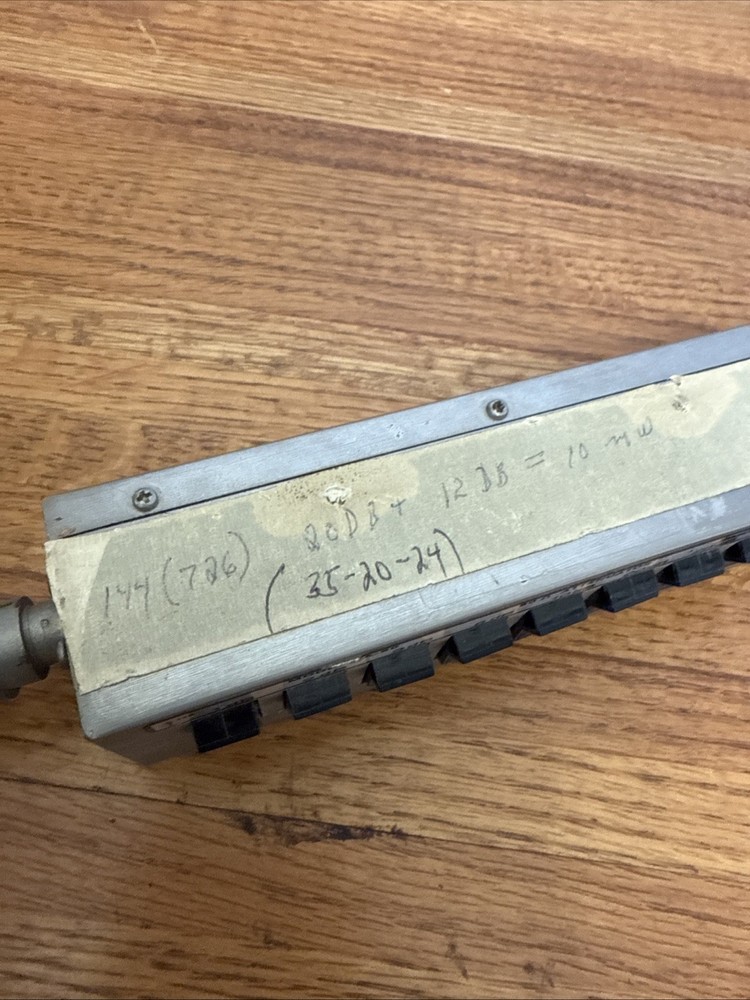 144 (726) 20DB + 12DB = 10 mw
(35-20-24)